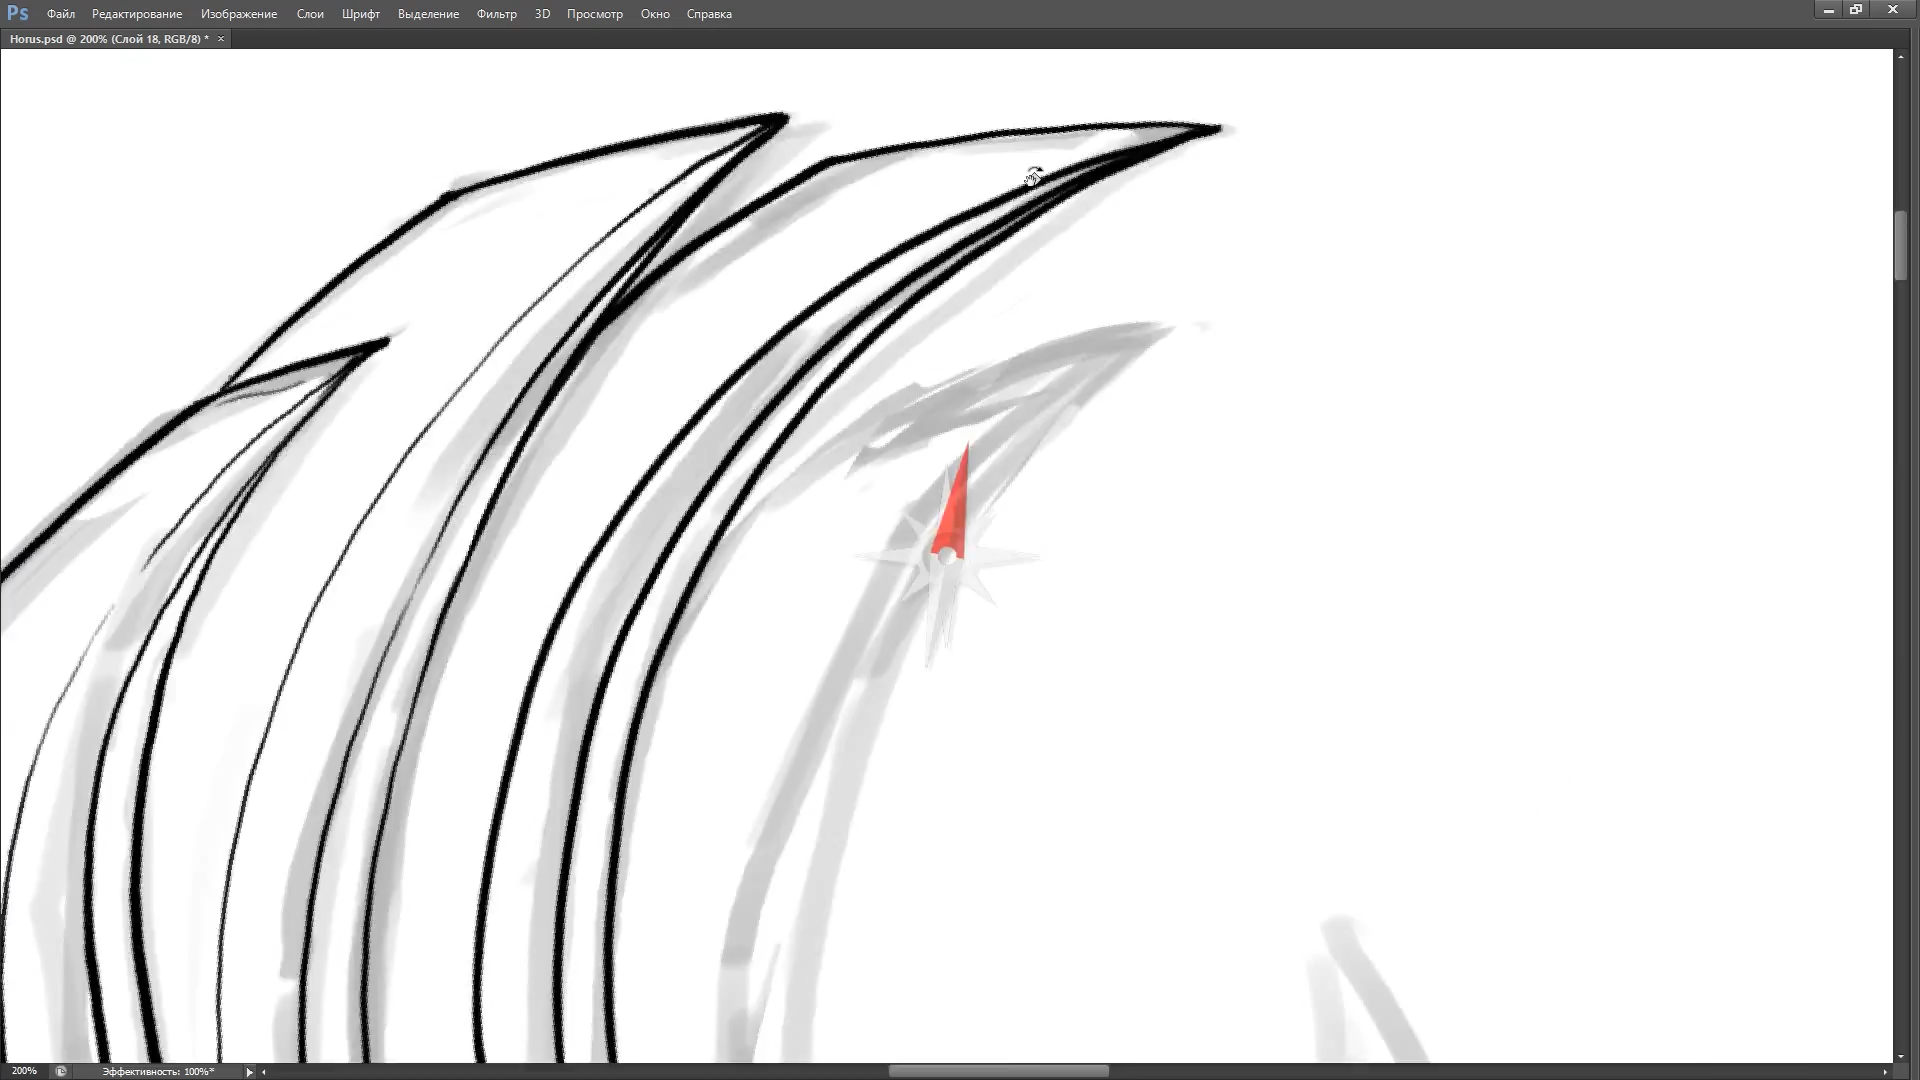 Ps Файл Редактирование Изображение Слои Шрифт Выделение Фильтр 3D Просмотр Окно Справка
Horus.psd @ 200% (Слой 18, RGB/8) * ×
200% Эффективность: 100%*